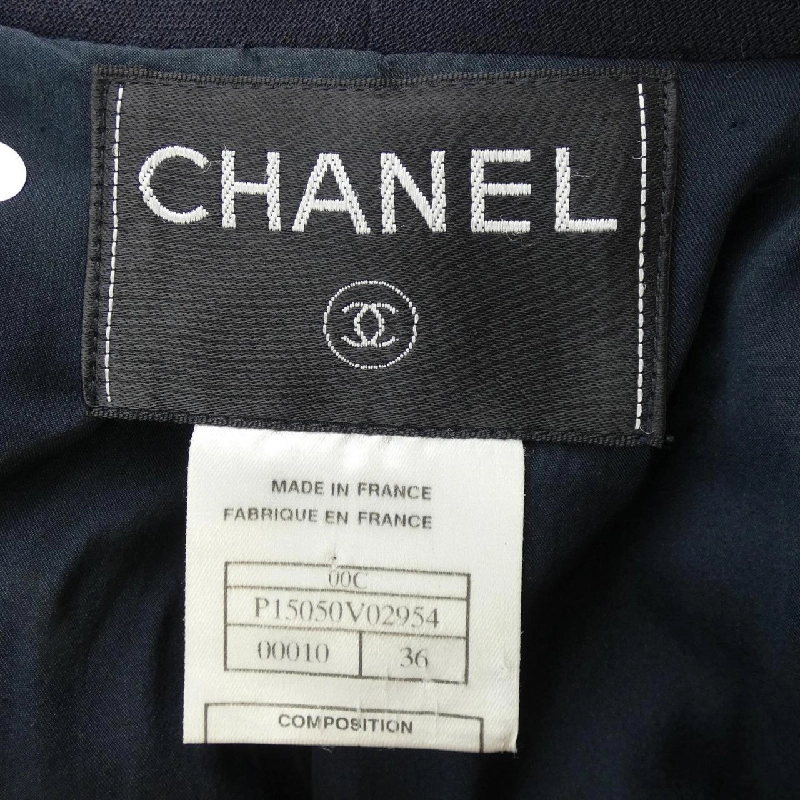 CHANEL
MADE IN FRANCE
FABRIQUE EN FRANCE
00C
P15050V02954
00010 36
COMPOSITION